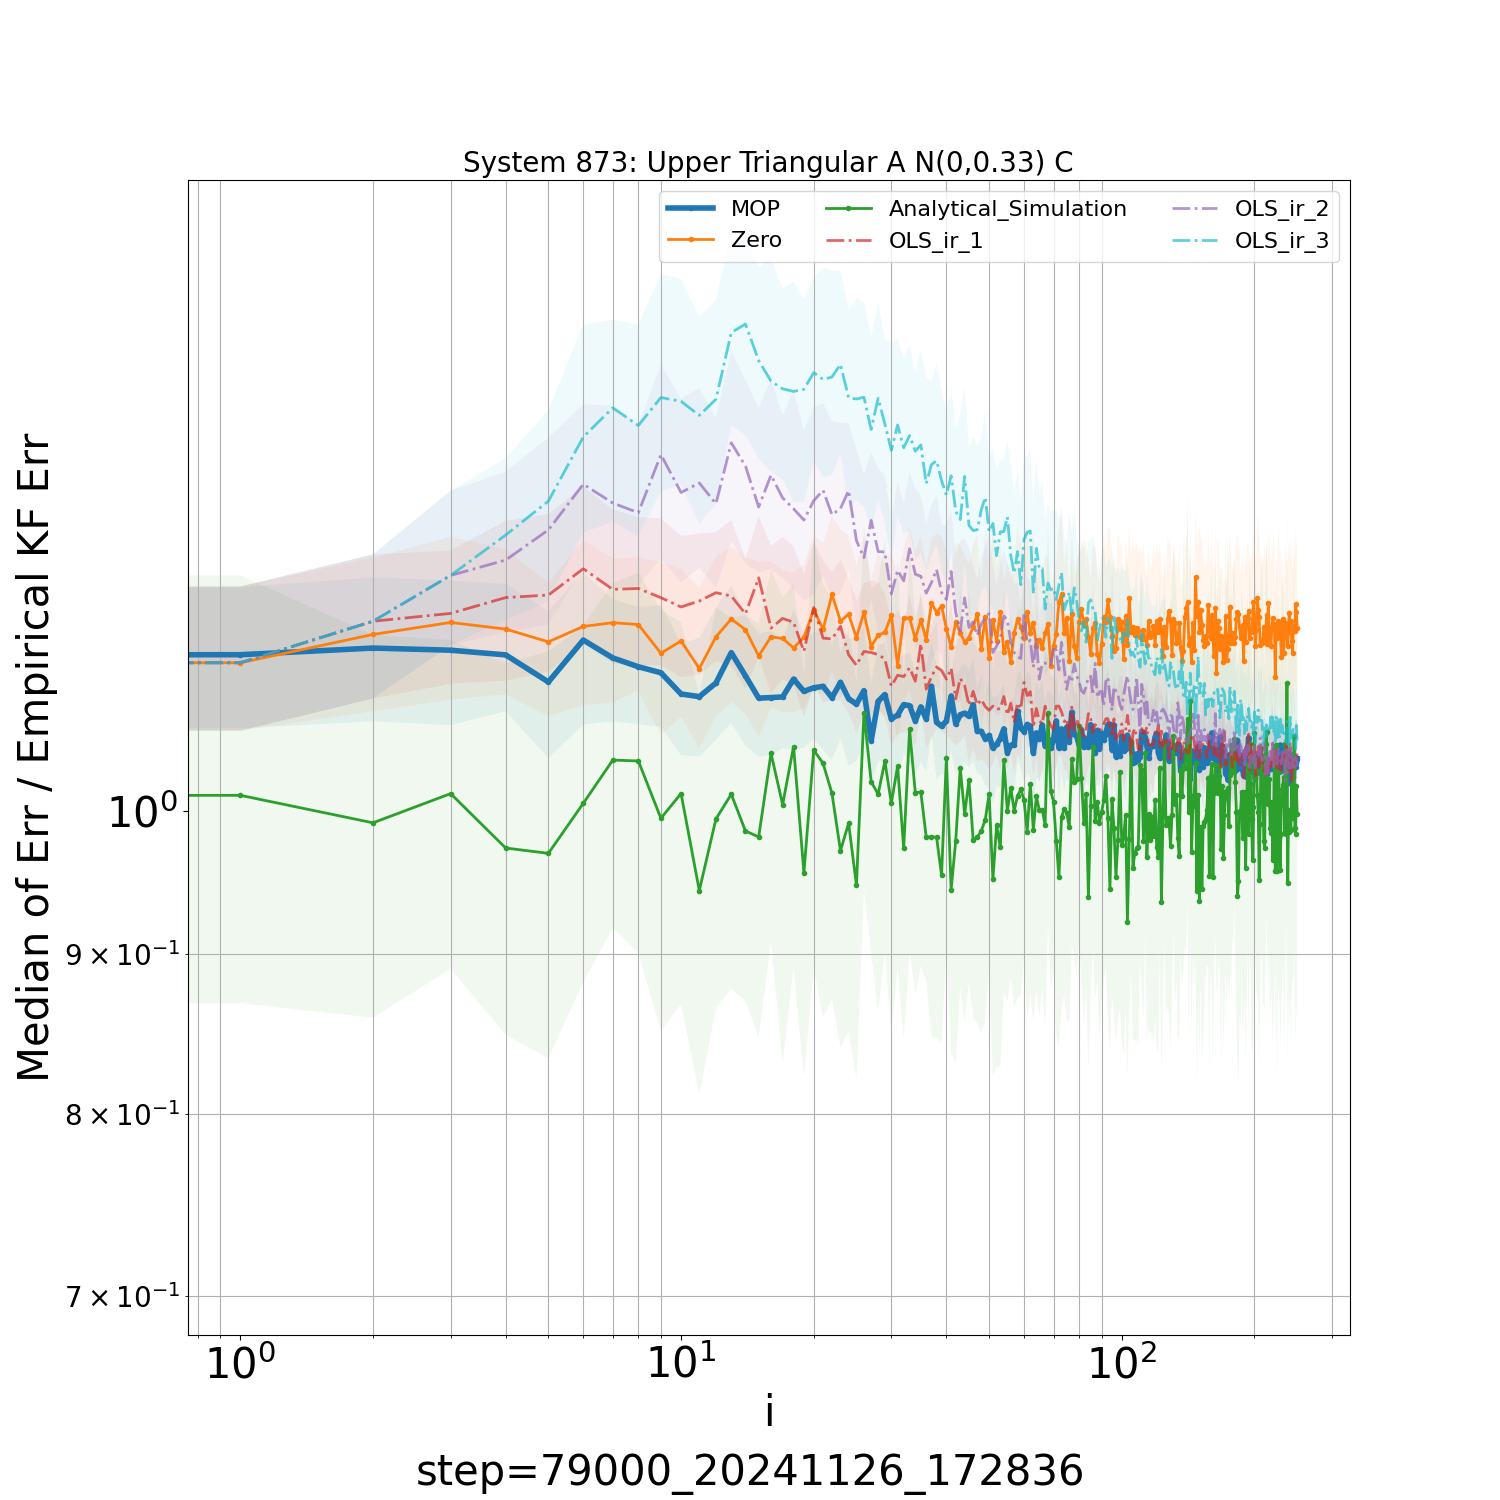 System 873: Upper Triangular A N(0,0.33) C
MOP
Zero
Analytical_Simulation
OLS_ir_1
OLS_ir_2
OLS_ir_3
Median of Err / Empirical KF Err
10⁰
9 × 10⁻¹
8 × 10⁻¹
7 × 10⁻¹
10⁰
10¹
10²
i
step=79000_20241126_172836